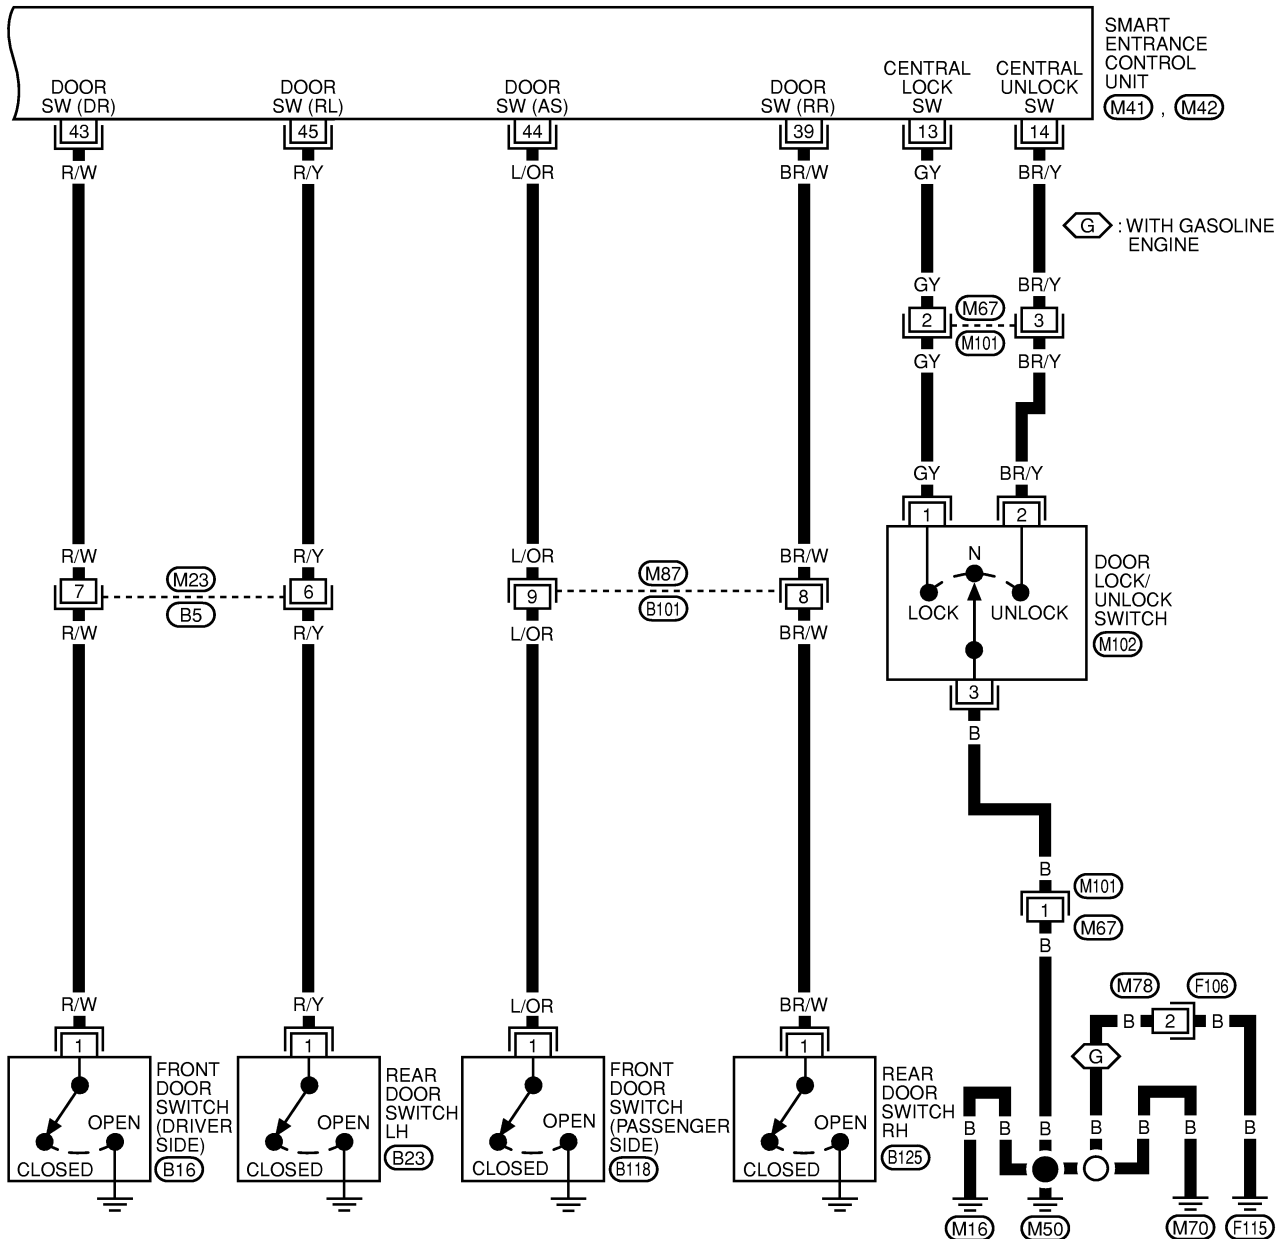 SMART
ENTRANCE
CONTROL
UNIT
M41 , M42
DOOR
SW (DR)
DOOR
SW (RL)
DOOR
SW (AS)
DOOR
SW (RR)
CENTRAL
LOCK
SW
CENTRAL
UNLOCK
SW
43
45
44
39
13
14
R/W
R/Y
L/OR
BR/W
GY
BR/Y
G : WITH GASOLINE
ENGINE
GY
BR/Y
2
M67
M101
3
GY
BR/Y
GY
BR/Y
1
2
R/W
R/Y
L/OR
BR/W
7
M23
B5
6
9
M87
B101
8
R/W
R/Y
L/OR
BR/W
N
LOCK
UNLOCK
DOOR
LOCK/
UNLOCK
SWITCH
M102
3
B
B
M101
1
M67
B
R/W
R/Y
L/OR
BR/W
1
1
1
1
FRONT
DOOR
SWITCH
(DRIVER
SIDE)
B16
OPEN
CLOSED
REAR
DOOR
SWITCH
LH
B23
OPEN
CLOSED
FRONT
DOOR
SWITCH
(PASSENGER
SIDE)
B118
OPEN
CLOSED
REAR
DOOR
SWITCH
RH
B125
OPEN
CLOSED
M78
F106
B
2
B
G
B
B
B
B
B
B
B
M16
M50
M70
F115